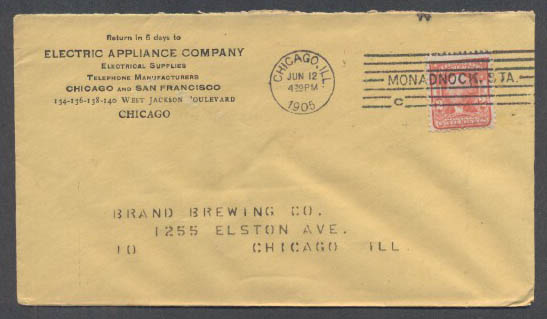 Return in 5 days to
ELECTRIC APPLIANCE COMPANY
ELECTRICAL SUPPLIES
TELEPHONE MANUFACTURERS
CHICAGO AND SAN FRANCISCO
134-136-138-140 WEST JACKSON BOULEVARD
CHICAGO
CHICAGO, ILL.
JUN 12
4 30 PM
1905
MONADNOCK. STA.
C
BRAND BREWING CO.
1255 ELSTON AVE.
10 CHICAGO ILL.